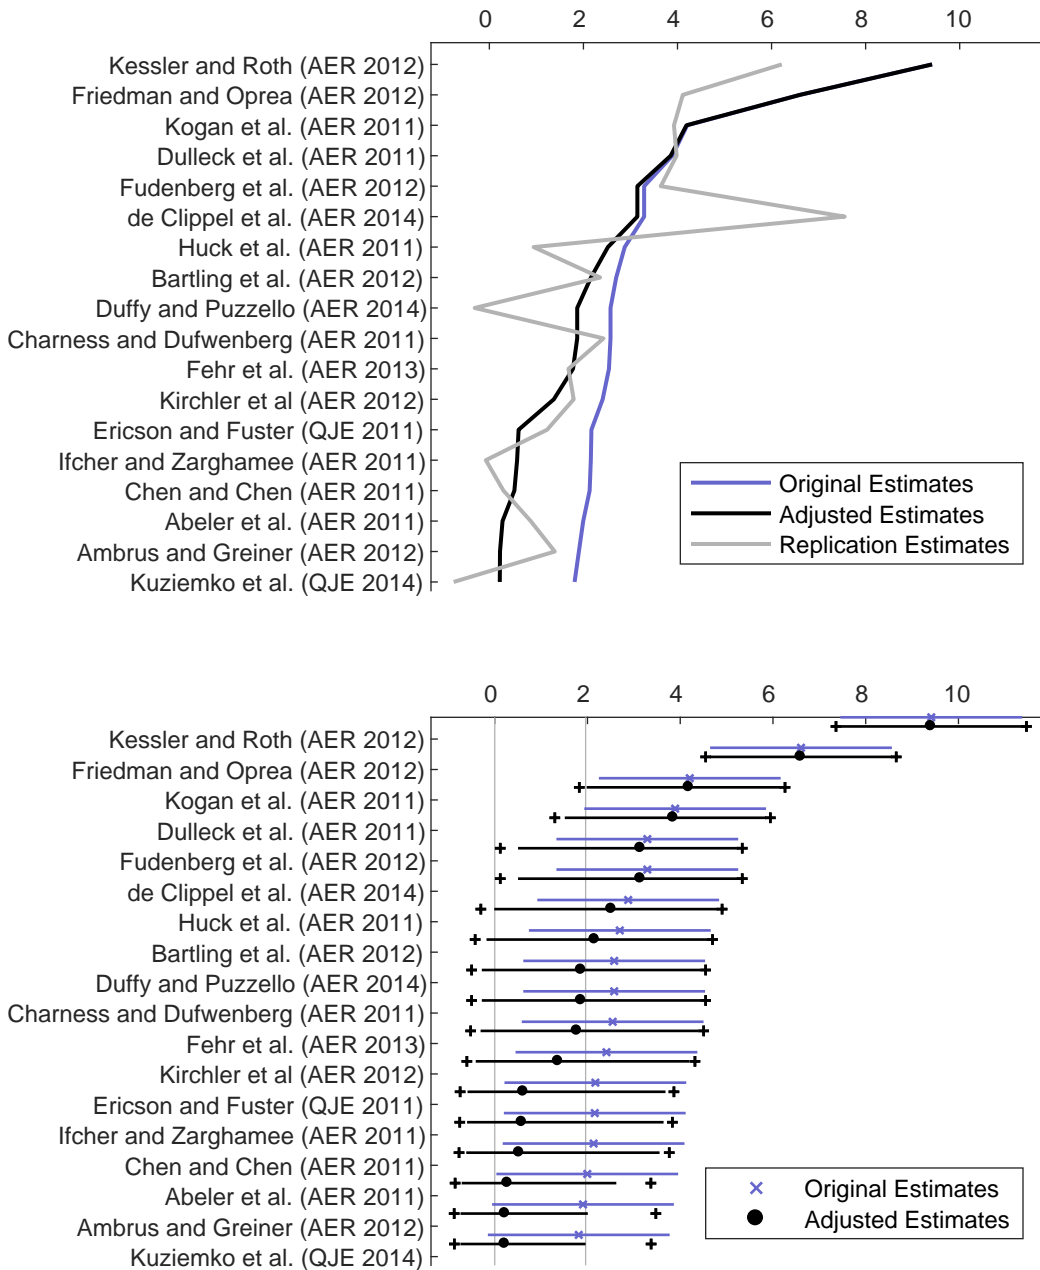 0 2 4 6 8 10
Kessler and Roth (AER 2012)
Friedman and Oprea (AER 2012)
Kogan et al. (AER 2011)
Dulleck et al. (AER 2011)
Fudenberg et al. (AER 2012)
de Clippel et al. (AER 2014)
Huck et al. (AER 2011)
Bartling et al. (AER 2012)
Duffy and Puzzello (AER 2014)
Charness and Dufwenberg (AER 2011)
Fehr et al. (AER 2013)
Kirchler et al (AER 2012)
Ericson and Fuster (QJE 2011)
Ifcher and Zarghamee (AER 2011)
Chen and Chen (AER 2011)
Abeler et al. (AER 2011)
Ambrus and Greiner (AER 2012)
Kuziemko et al. (QJE 2014)
Original Estimates
Adjusted Estimates
Replication Estimates
0 2 4 6 8 10
Kessler and Roth (AER 2012)
Friedman and Oprea (AER 2012)
Kogan et al. (AER 2011)
Dulleck et al. (AER 2011)
Fudenberg et al. (AER 2012)
de Clippel et al. (AER 2014)
Huck et al. (AER 2011)
Bartling et al. (AER 2012)
Duffy and Puzzello (AER 2014)
Charness and Dufwenberg (AER 2011)
Fehr et al. (AER 2013)
Kirchler et al (AER 2012)
Ericson and Fuster (QJE 2011)
Ifcher and Zarghamee (AER 2011)
Chen and Chen (AER 2011)
Abeler et al. (AER 2011)
Ambrus and Greiner (AER 2012)
Kuziemko et al. (QJE 2014)
Original Estimates
Adjusted Estimates